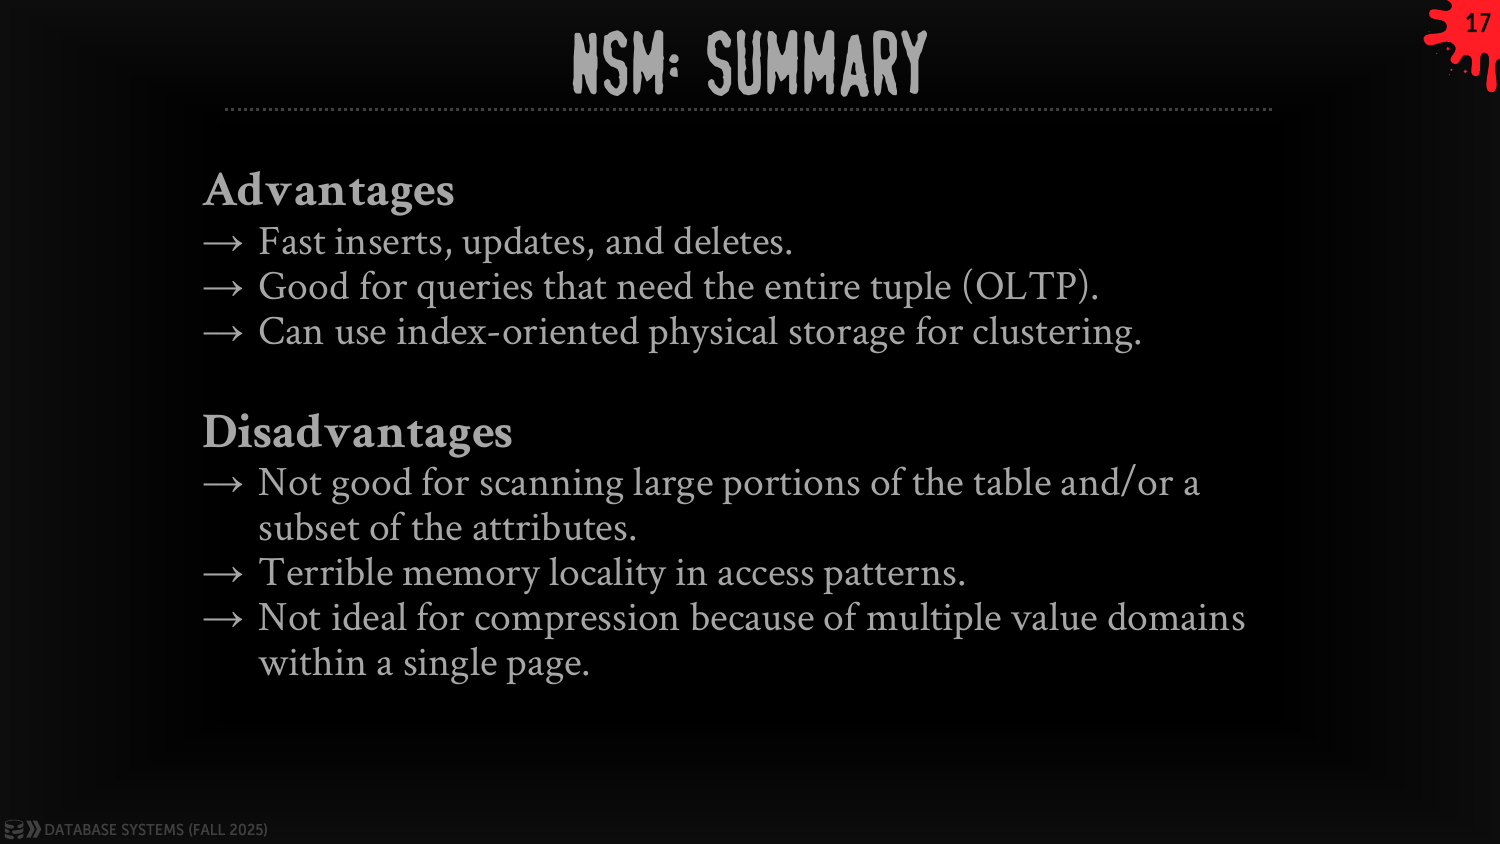 17
NSM: SUMMARY
Advantages
→ Fast inserts, updates, and deletes.
→ Good for queries that need the entire tuple (OLTP).
→ Can use index-oriented physical storage for clustering.
Disadvantages
→ Not good for scanning large portions of the table and/or a
subset of the attributes.
→ Terrible memory locality in access patterns.
→ Not ideal for compression because of multiple value domains
within a single page.
DATABASE SYSTEMS (FALL 2025)